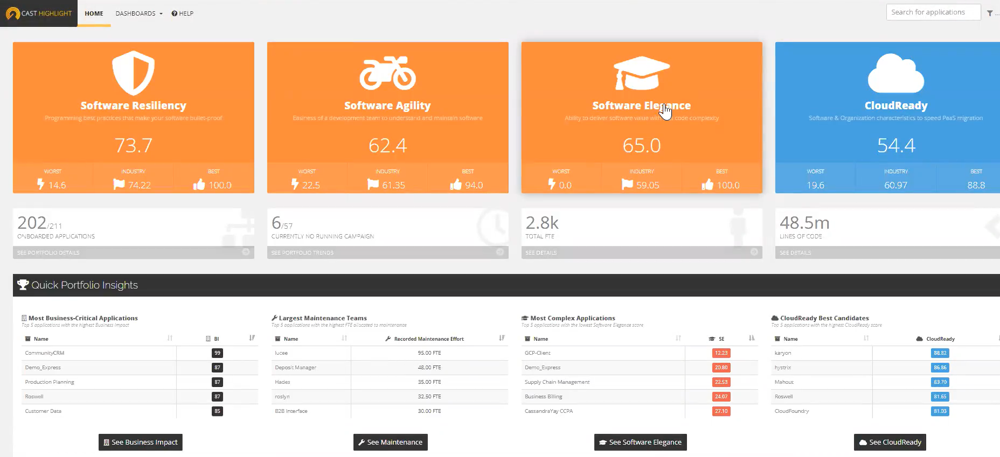 CAST HIGHLIGHT HOME DASHBOARDS HELP Search for applications ...
Software Resiliency
Programming best practices that make your software bullet-proof
73.7
WORST INDUSTRY BEST
14.6 74.22 100.0
Software Agility
Easiness of a development team to understand and maintain software
62.4
WORST INDUSTRY BEST
22.5 61.35 94.0
Software Elegance
Ability to deliver software value with code complexity
65.0
WORST INDUSTRY BEST
0.0 59.05 100.0
CloudReady
Software & Organization characteristics to speed PaaS migration
54.4
WORST INDUSTRY BEST
19.6 60.97 88.8
202/211
ONBOARDED APPLICATIONS
SEE PORTFOLIO DETAILS
6/57
CURRENTLY NO RUNNING CAMPAIGN
SEE PORTFOLIO TRENDS
2.8k
TOTAL FTE
SEE DETAILS
48.5m
LINES OF CODE
SEE DETAILS
Quick Portfolio Insights
Most Business-Critical Applications
Top 5 applications with the highest Business Impact
Name BI
CommunityCRM 99
Demo_Express 87
Production Planning 87
Roswell 87
Customer Data 85
See Business Impact
Largest Maintenance Teams
Top 5 applications with the highest FTE allocated to maintenance
Name Recorded Maintenance Effort
lucee 95.00 FTE
Deposit Manager 48.00 FTE
Hades 35.00 FTE
roslyn 32.50 FTE
B2B Interface 30.00 FTE
See Maintenance
Most Complex Applications
Top 5 applications with the lowest Software Elegance score
Name SE
GCP-Client 12.23
Demo_Express 20.80
Supply Chain Management 22.53
Business Billing 24.07
CassandraYay CCPA 27.10
See Software Elegance
CloudReady Best Candidates
Top 5 applications with the highest CloudReady score
Name CloudReady
karyon 88.82
hystrix 86.86
Mahout 83.70
Roswell 81.65
CloudFoundry 81.03
See CloudReady